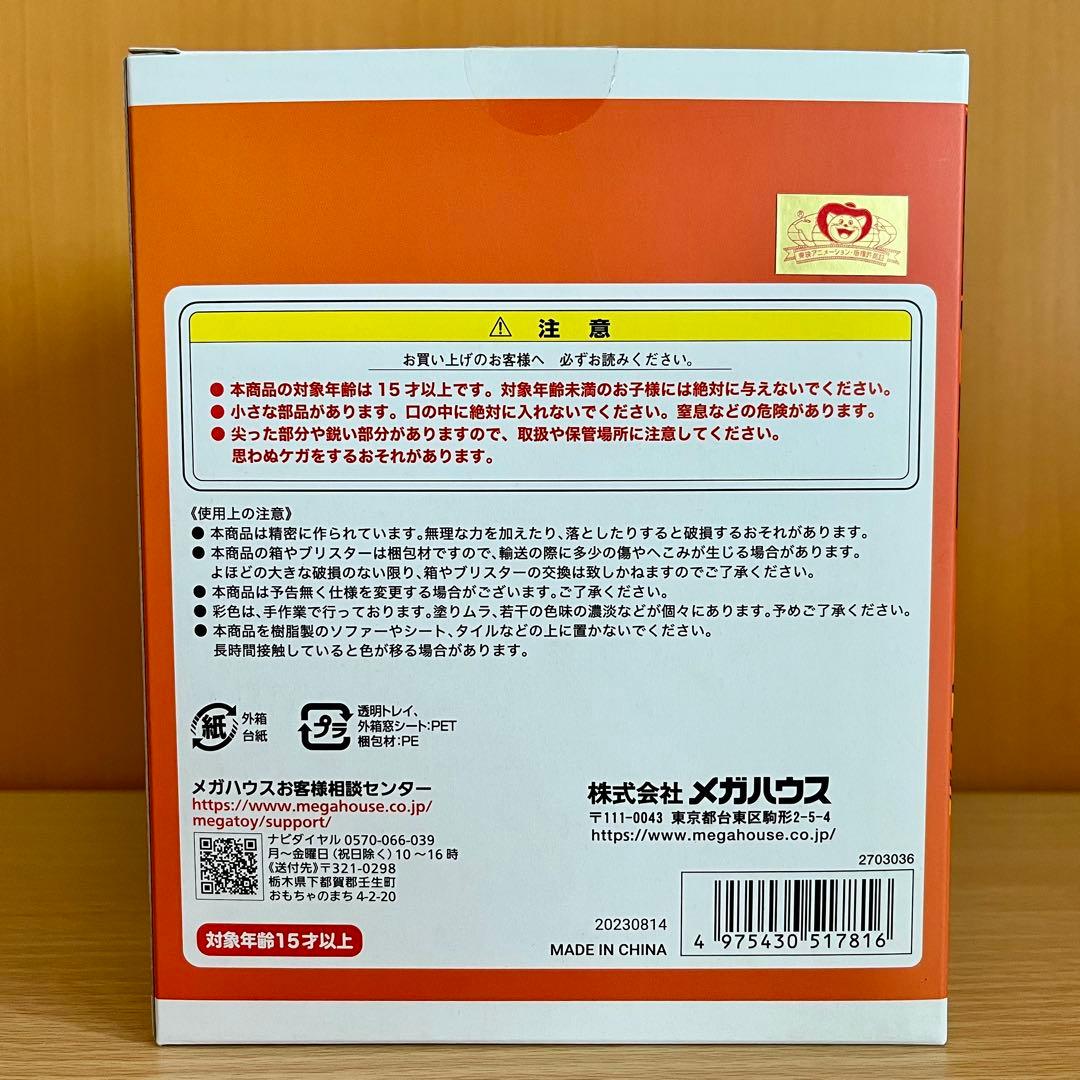 東映アニメーション・版権許諾証
⚠ 注意
お買い上げのお客様へ 必ずお読みください。
● 本商品の対象年齢は15才以上です。対象年齢未満のお子様には絶対に与えないでください。
● 小さな部品があります。口の中に絶対に入れないでください。窒息などの危険があります。
● 尖った部分や鋭い部分がありますので、取扱や保管場所に注意してください。
思わぬケガをするおそれがあります。
《使用上の注意》
● 本商品は精密に作られています。無理な力を加えたり、落としたりすると破損するおそれがあります。
● 本商品の箱やブリスターは梱包材ですので、輸送の際に多少の傷やへこみが生じる場合があります。
よほどの大きな破損のない限り、箱やブリスターの交換は致しかねますのでご了承ください。
● 本商品は予告無く仕様を変更する場合がございます。ご了承ください。
● 彩色は、手作業で行っております。塗りムラ、若干の色味の濃淡などが個々にあります。予めご了承ください。
● 本商品を樹脂製のソファーやシート、タイルなどの上に置かないでください。
長時間接触していると色が移る場合があります。
紙
外箱
台紙
プラ
透明トレイ、
外箱窓シート:PET
梱包材:PE
メガハウスお客様相談センター
https://www.megahouse.co.jp/
megatoy/support/
ナビダイヤル 0570-066-039
月~金曜日(祝日除く)10~16時
《送付先》〒321-0298
栃木県下都賀郡壬生町
おもちゃのまち4-2-20
対象年齢15才以上
株式会社 メガハウス
〒111-0043 東京都台東区駒形2-5-4
https://www.megahouse.co.jp/
2703036
20230814
MADE IN CHINA
4 975430 517816